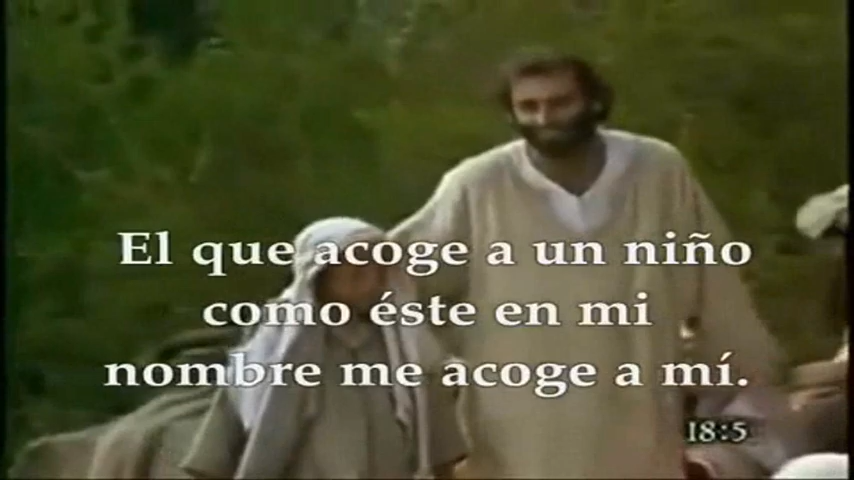 El que acoge a un niño
como éste en mi
nombre me acoge a mí.
18:5